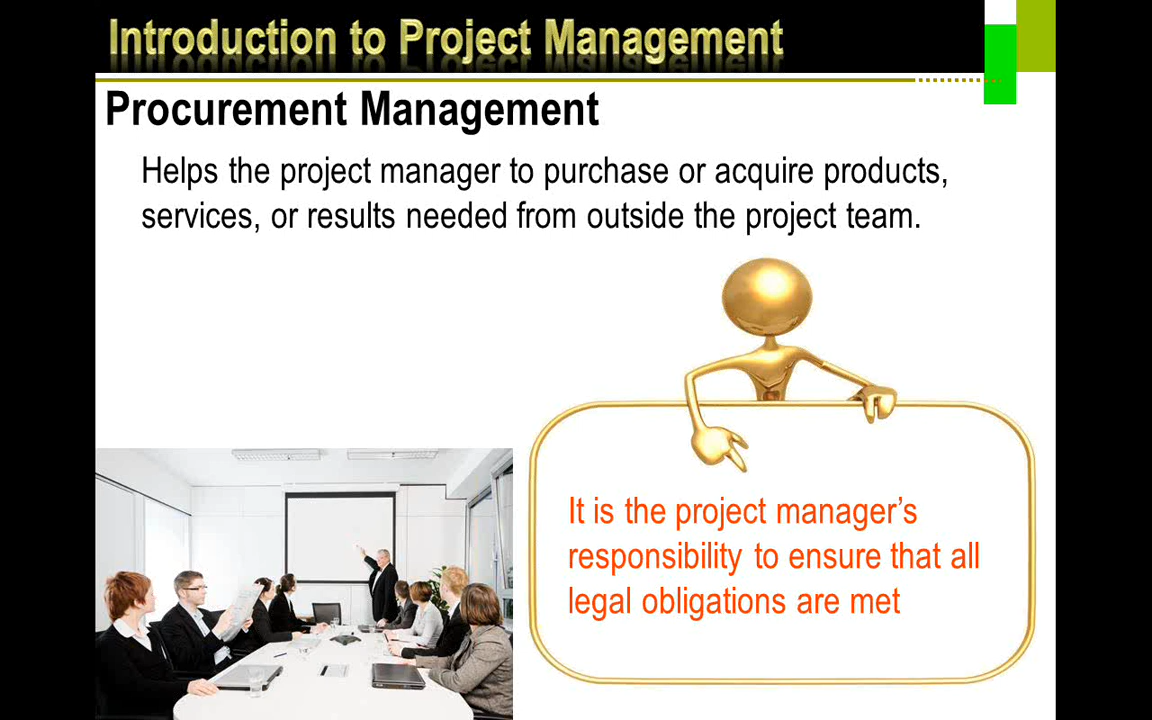 Introduction to Project Management
Procurement Management
Helps the project manager to purchase or acquire products,
services, or results needed from outside the project team.
It is the project manager’s
responsibility to ensure that all
legal obligations are met